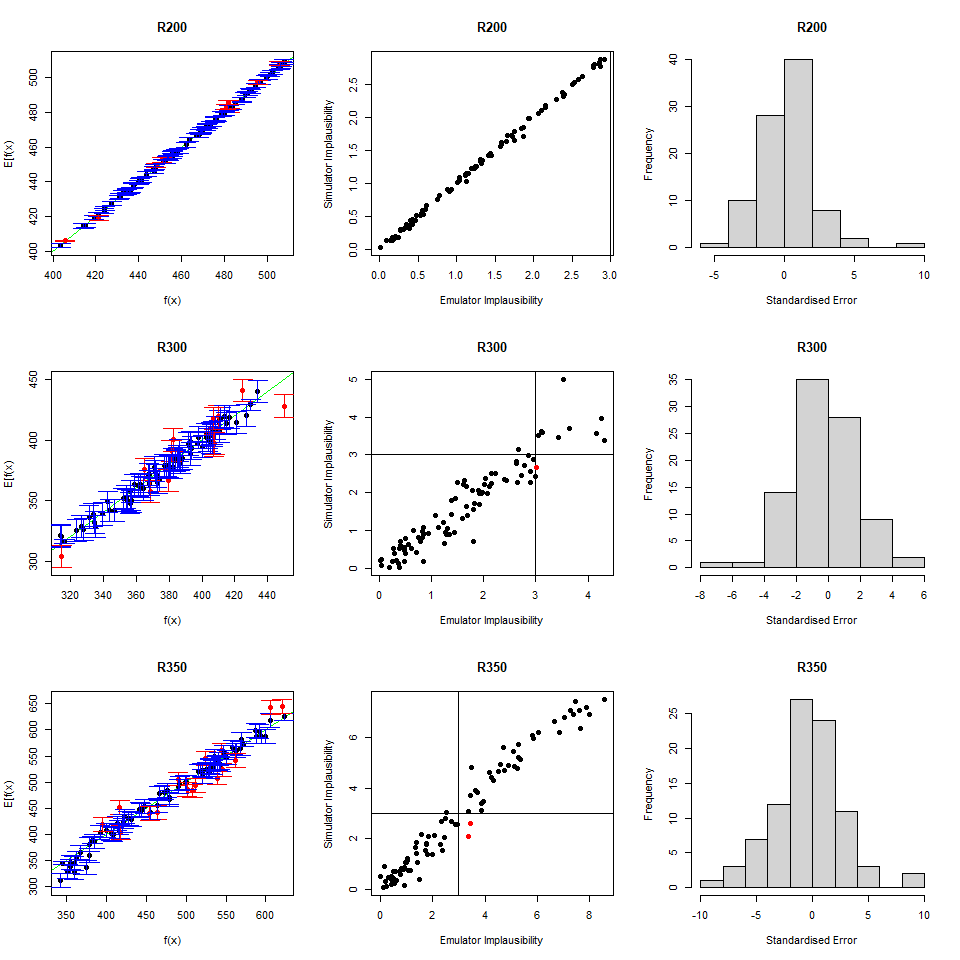 R200
R200
R200
E[f(x)
500
480
460
440
420
400
400 420 440 460 480 500
f(x)
Simulator Implausibility
2.5
2.0
1.5
1.0
0.5
0.0
0.0 0.5 1.0 1.5 2.0 2.5 3.0
Emulator Implausibility
Frequency
40
30
20
10
0
-5 0 5 10
Standardised Error
R300
R300
R300
E[f(x)
450
400
350
300
320 340 360 380 400 420 440
f(x)
Simulator Implausibility
5
4
3
2
1
0
0 1 2 3 4
Emulator Implausibility
Frequency
35
30
25
20
15
10
5
0
-8 -6 -4 -2 0 2 4 6
Standardised Error
R350
R350
R350
E[f(x)
650
600
550
500
450
400
350
300
350 400 450 500 550 600
f(x)
Simulator Implausibility
6
4
2
0
0 2 4 6 8
Emulator Implausibility
Frequency
25
20
15
10
5
0
-10 -5 0 5 10
Standardised Error